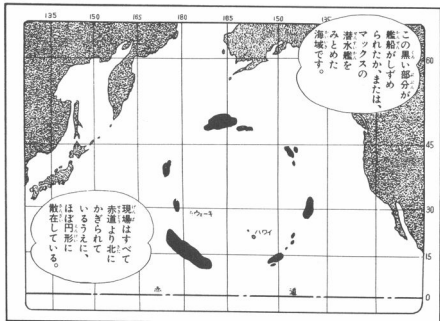 135 150 165 180 165 150 135
この黒い部分が
艦船がしずめ
られたか、または、
マックスの
潜水艦を
みとめた
海域です。
60
45
30
15
0
ウェーキ
ハワイ
現場はすべて
赤道より北に
かぎられて
いるうえに、
ほぼ円形に
散在している。
赤道